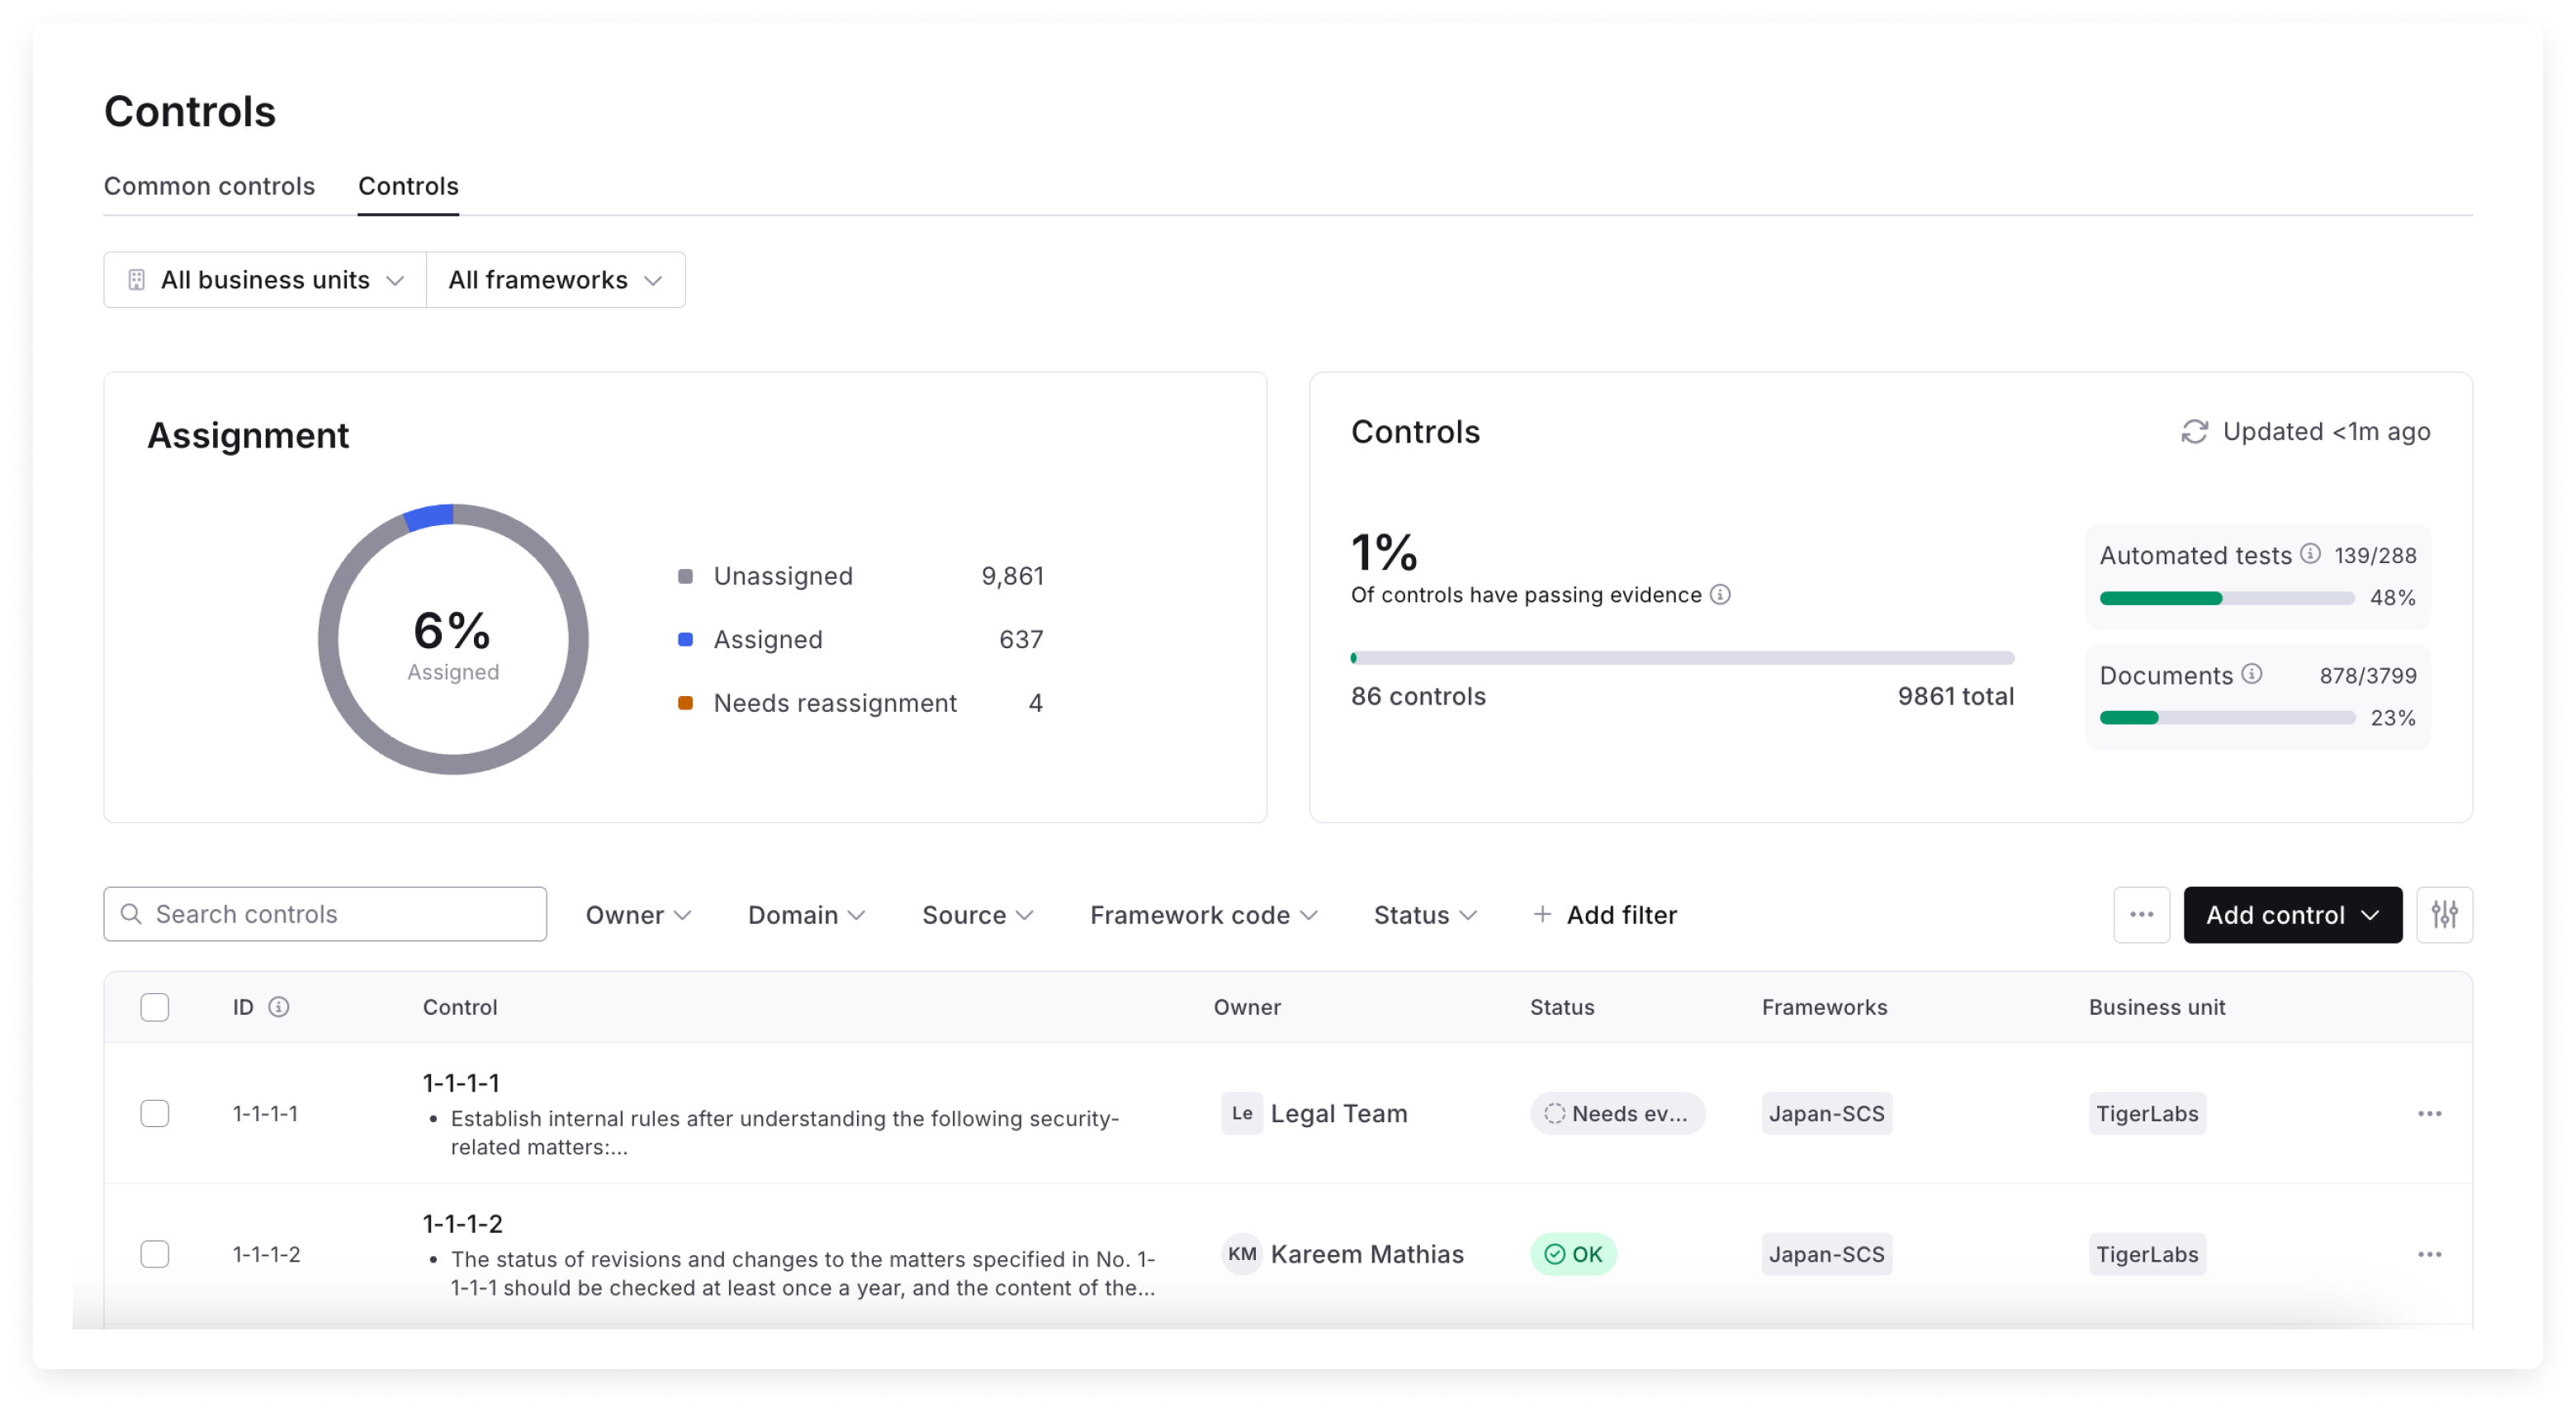 Controls
Common controls
Controls
All business units
All frameworks
Assignment
6%
Assigned
Unassigned 9,861
Assigned 637
Needs reassignment 4
Controls
Updated <1m ago
1%
Of controls have passing evidence
86 controls 9861 total
Automated tests 139/288
48%
Documents 878/3799
23%
Search controls
Owner
Domain
Source
Framework code
Status
Add filter
Add control
ID Control Owner Status Frameworks Business unit
1-1-1-1
1-1-1-1
• Establish internal rules after understanding the following security-
related matters:...
Le Legal Team
Needs ev...
Japan-SCS
TigerLabs
1-1-1-2
1-1-1-2
• The status of revisions and changes to the matters specified in No. 1-
1-1-1 should be checked at least once a year, and the content of the...
KM Kareem Mathias
OK
Japan-SCS
TigerLabs